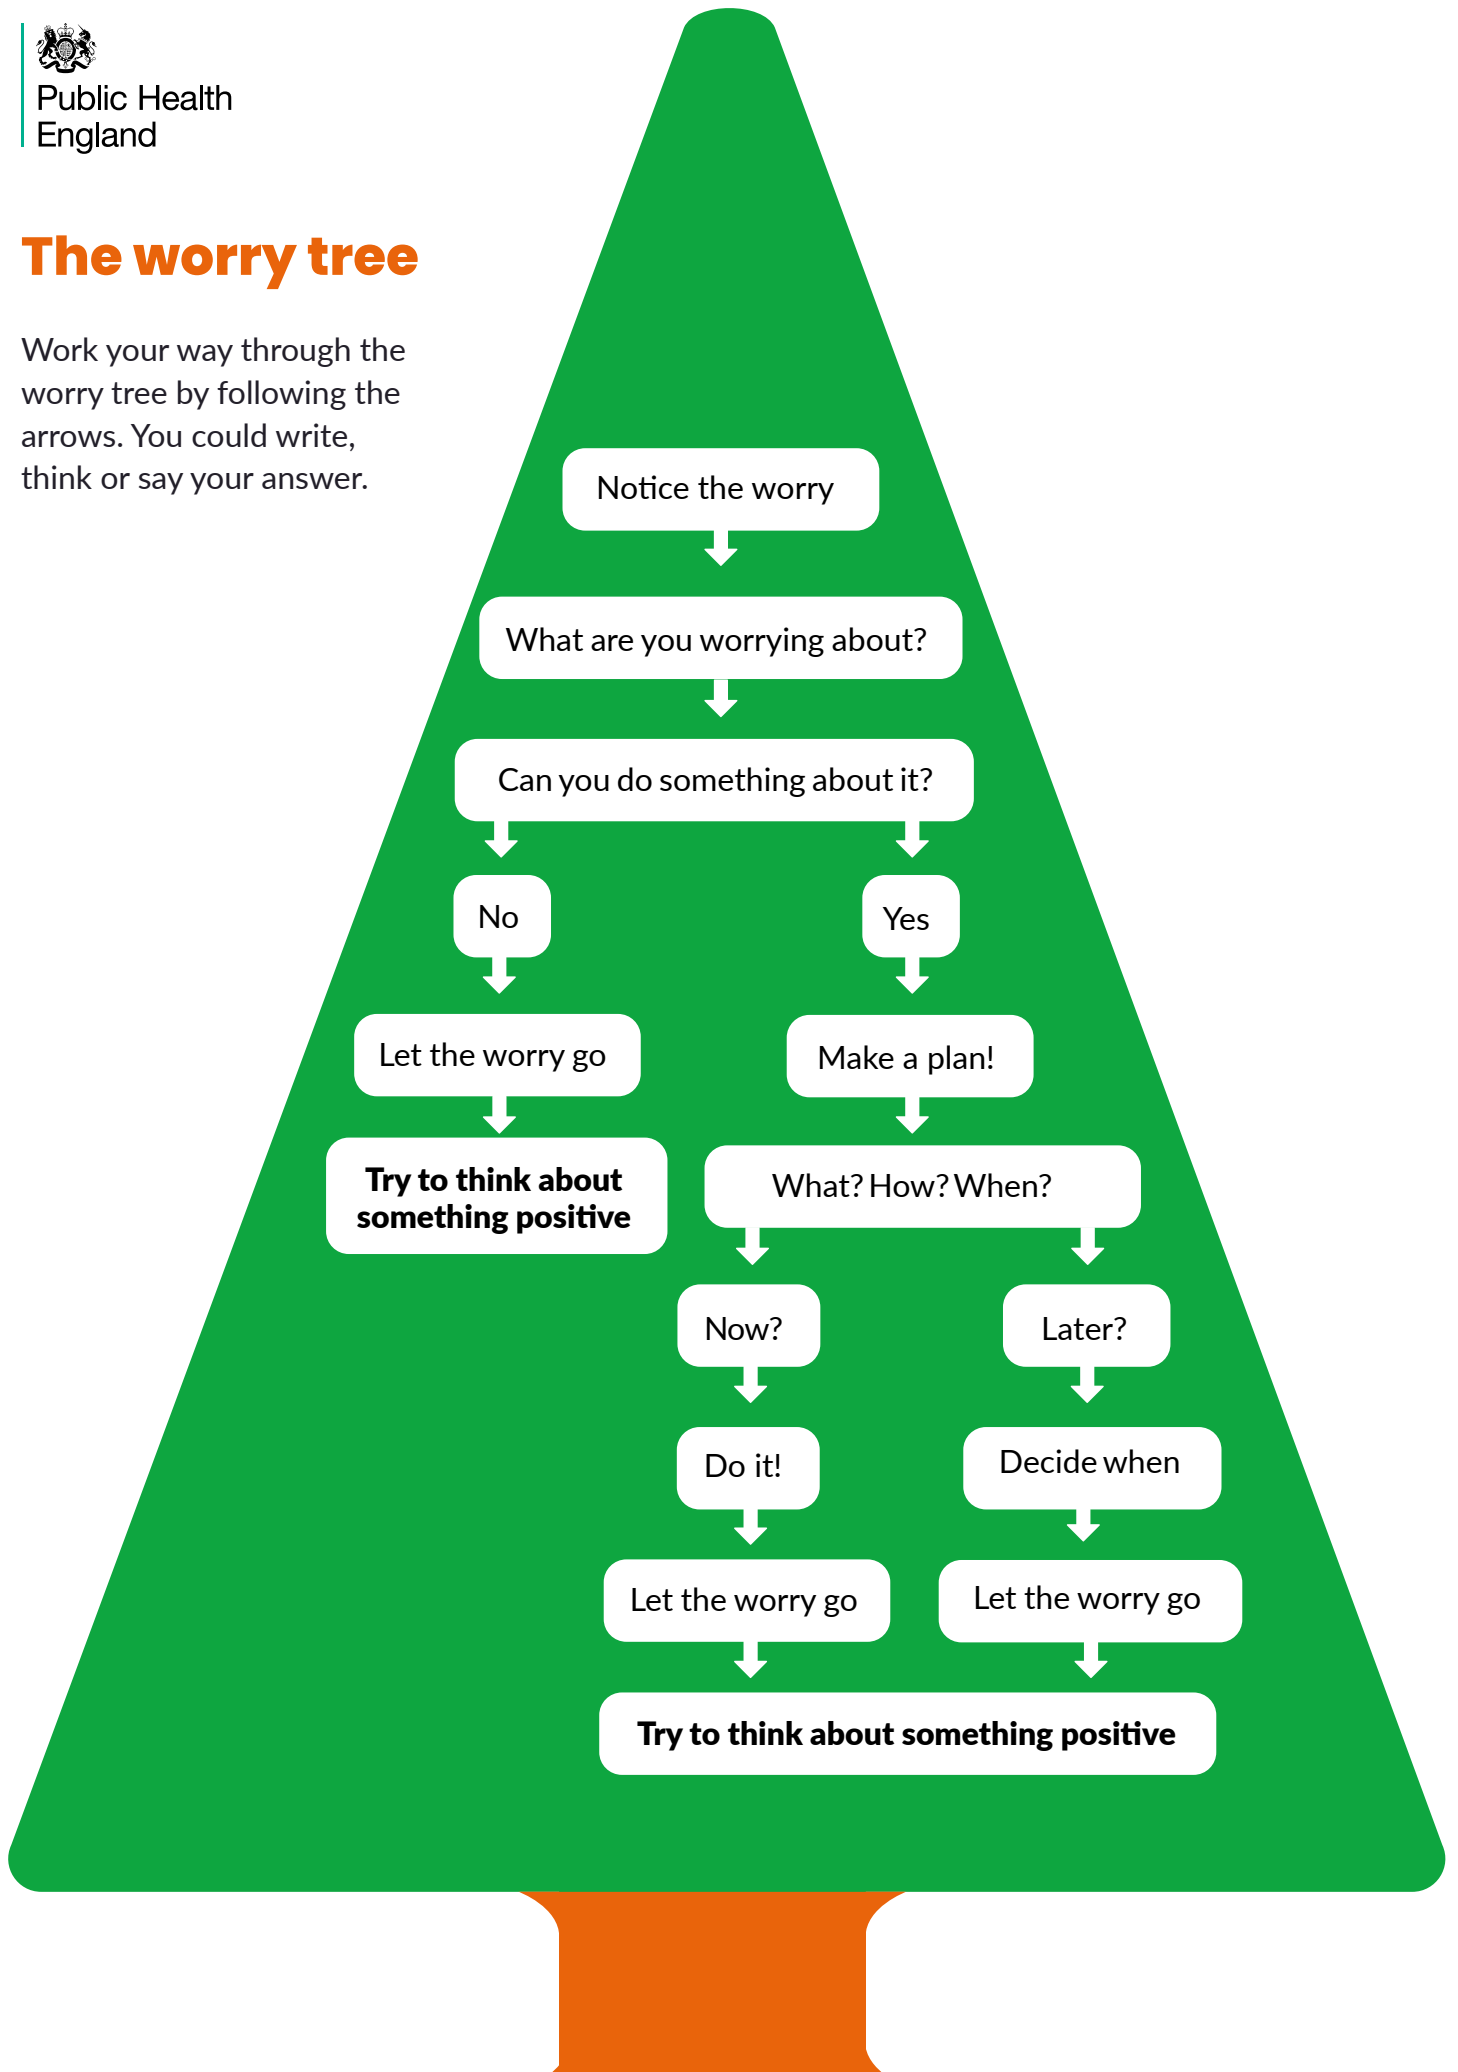 Public Health
England
The worry tree
Work your way through the
worry tree by following the
arrows. You could write,
think or say your answer.
Notice the worry
What are you worrying about?
Can you do something about it?
No
Yes
Let the worry go
Make a plan!
Try to think about
something positive
What? How? When?
Now?
Later?
Do it!
Decide when
Let the worry go
Let the worry go
Try to think about something positive